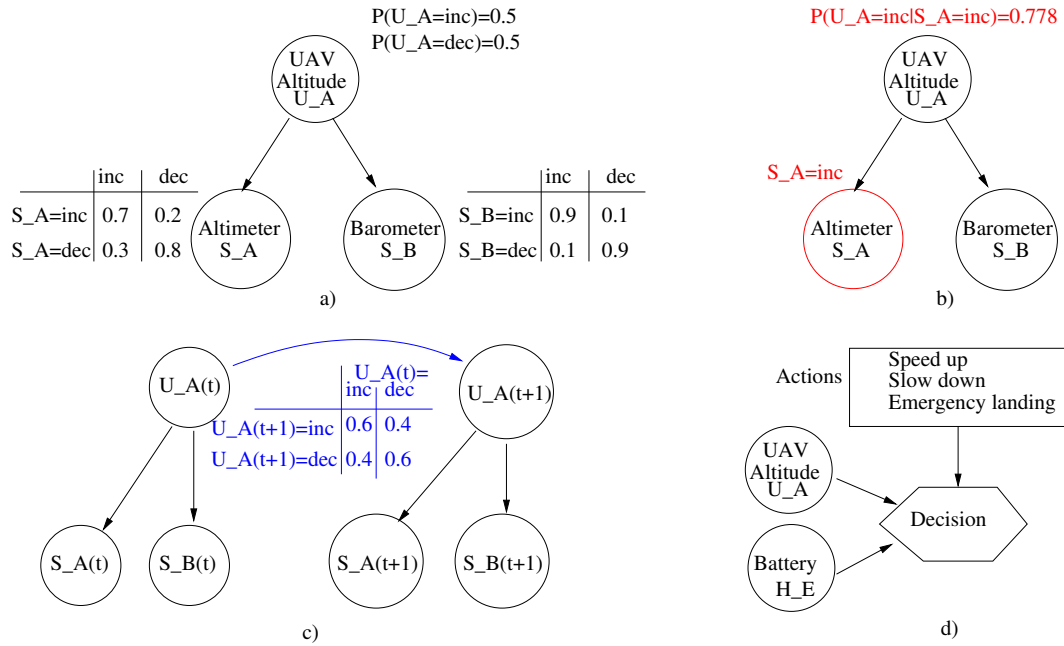 P(U_A=inc)=0.5
P(U_A=dec)=0.5
UAV
Altitude
U_A
inc dec
S_A=inc 0.7 0.2
S_A=dec 0.3 0.8
Altimeter
S_A
Barometer
S_B
inc dec
S_B=inc 0.9 0.1
S_B=dec 0.1 0.9
a)
P(U_A=inc|S_A=inc)=0.778
UAV
Altitude
U_A
S_A=inc
Altimeter
S_A
Barometer
S_B
b)
U_A(t)
U_A(t)=
inc dec
U_A(t+1)=inc 0.6 0.4
U_A(t+1)=dec 0.4 0.6
U_A(t+1)
S_A(t)
S_B(t)
S_A(t+1)
S_B(t+1)
c)
Actions
Speed up
Slow down
Emergency landing
UAV
Altitude
U_A
Decision
Battery
H_E
d)